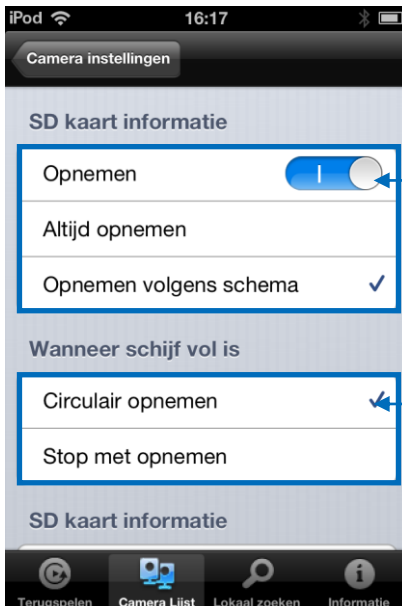 iPod 16:17
Camera instellingen
SD kaart informatie
Opnemen
Altijd opnemen
Opnemen volgens schema
Wanneer schijf vol is
Circulair opnemen
Stop met opnemen
SD kaart informatie
Terugspelen Camera Lijst Lokaal zoeken Informatie